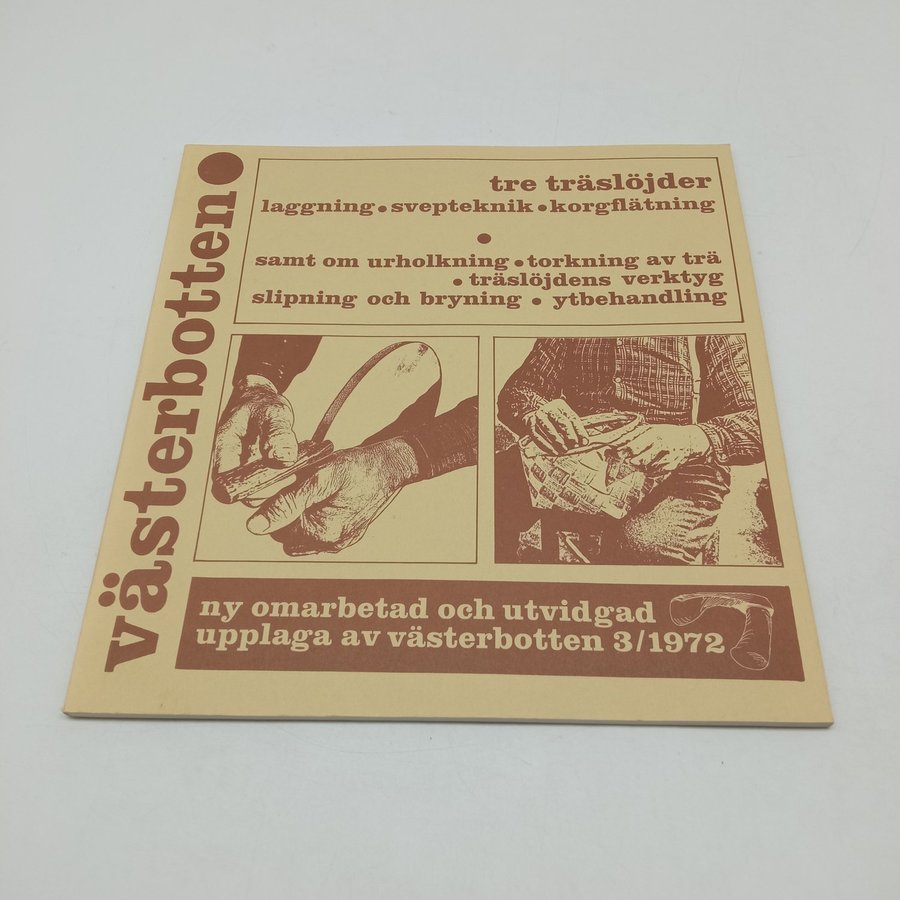 västerbotten
tre träslöjder
laggning • svepteknik • korgflätning
samt om urholkning • torkning av trä
• träslöjdens verktyg
slipning och bryning • ytbehandling
ny omarbetad och utvidgad
upplaga av västerbotten 3/1972